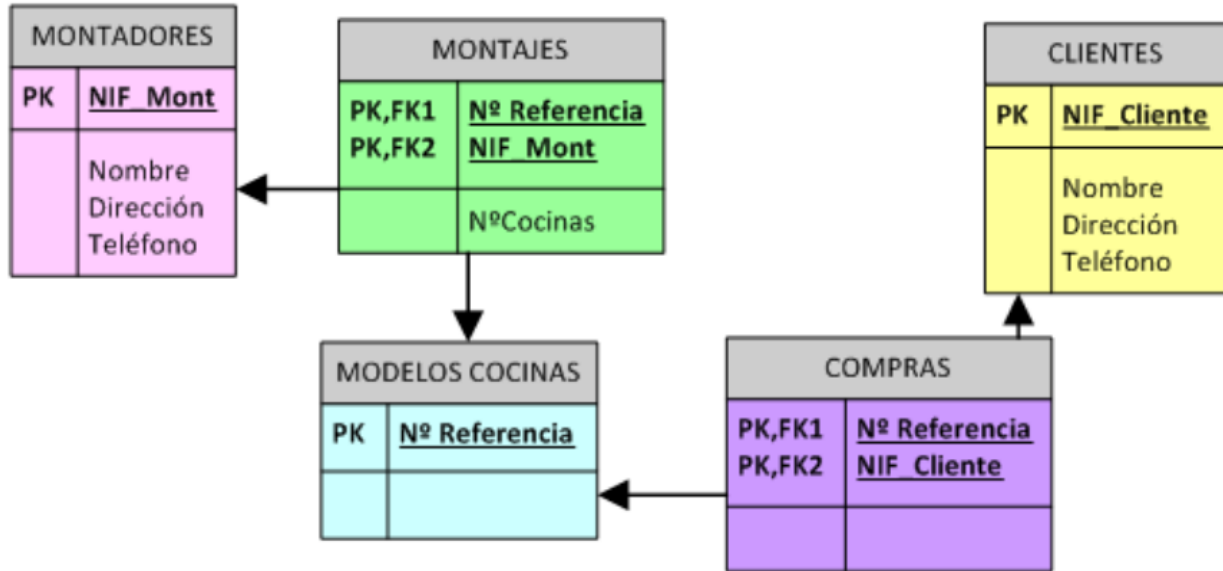 MONTADORES
PK NIF_Mont
Nombre
Dirección
Teléfono
MONTAJES
PK,FK1 Nº Referencia
PK,FK2 NIF_Mont
NºCocinas
CLIENTES
PK NIF_Cliente
Nombre
Dirección
Teléfono
MODELOS COCINAS
PK Nº Referencia
COMPRAS
PK,FK1 Nº Referencia
PK,FK2 NIF_Cliente